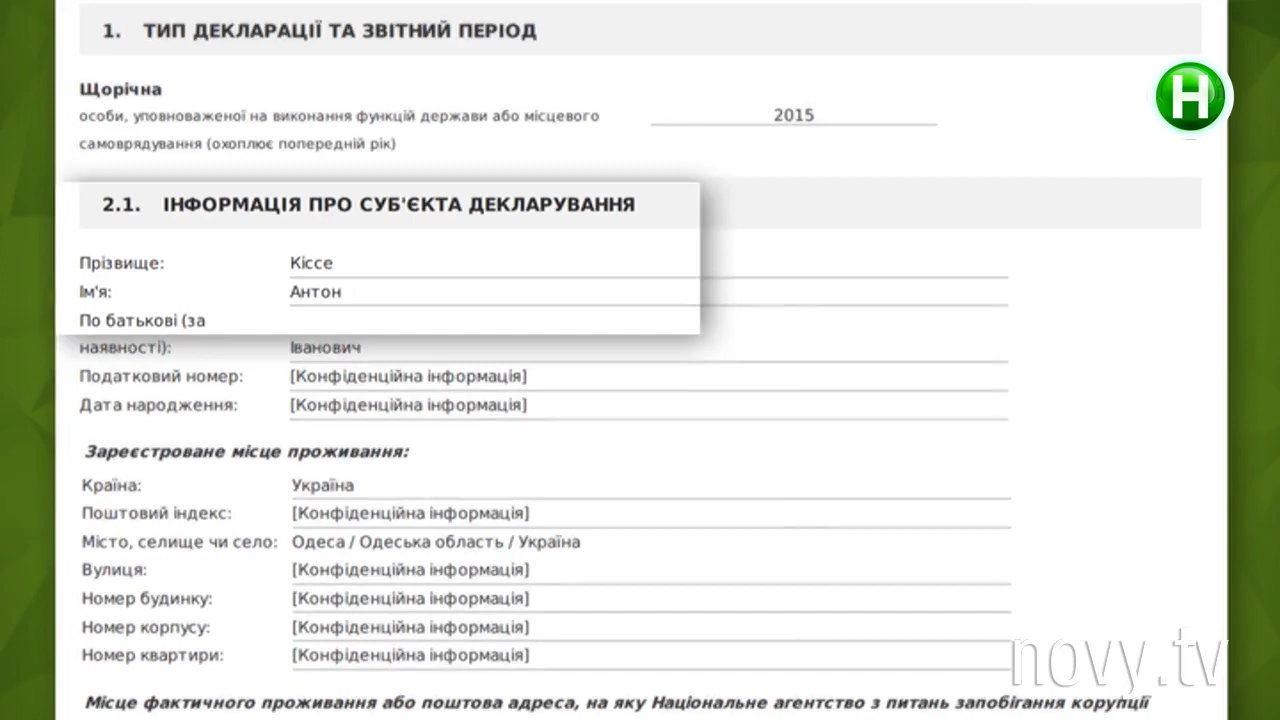 1. ТИП ДЕКЛАРАЦІЇ ТА ЗВІТНИЙ ПЕРІОД
Щорічна
особи, уповноваженої на виконання функцій держави або місцевого 2015
самоврядування (охоплює попередній рік)
Н
2.1. ІНФОРМАЦІЯ ПРО СУБ'ЄКТА ДЕКЛАРУВАННЯ
Прізвище: Кіссе
Ім'я: Антон
По батькові (за
наявності): Іванович
Податковий номер: [Конфіденційна інформація]
Дата народження: [Конфіденційна інформація]
Зареєстроване місце проживання:
Країна: Україна
Поштовий індекс: [Конфіденційна інформація]
Місто, селище чи село: Одеса / Одеська область / Україна
Вулиця: [Конфіденційна інформація]
Номер будинку: [Конфіденційна інформація]
Номер корпусу: [Конфіденційна інформація]
Номер квартири: [Конфіденційна інформація]
novy.tv
Місце фактичного проживання або поштова адреса, на яку Національне агентство з питань запобігання корупції